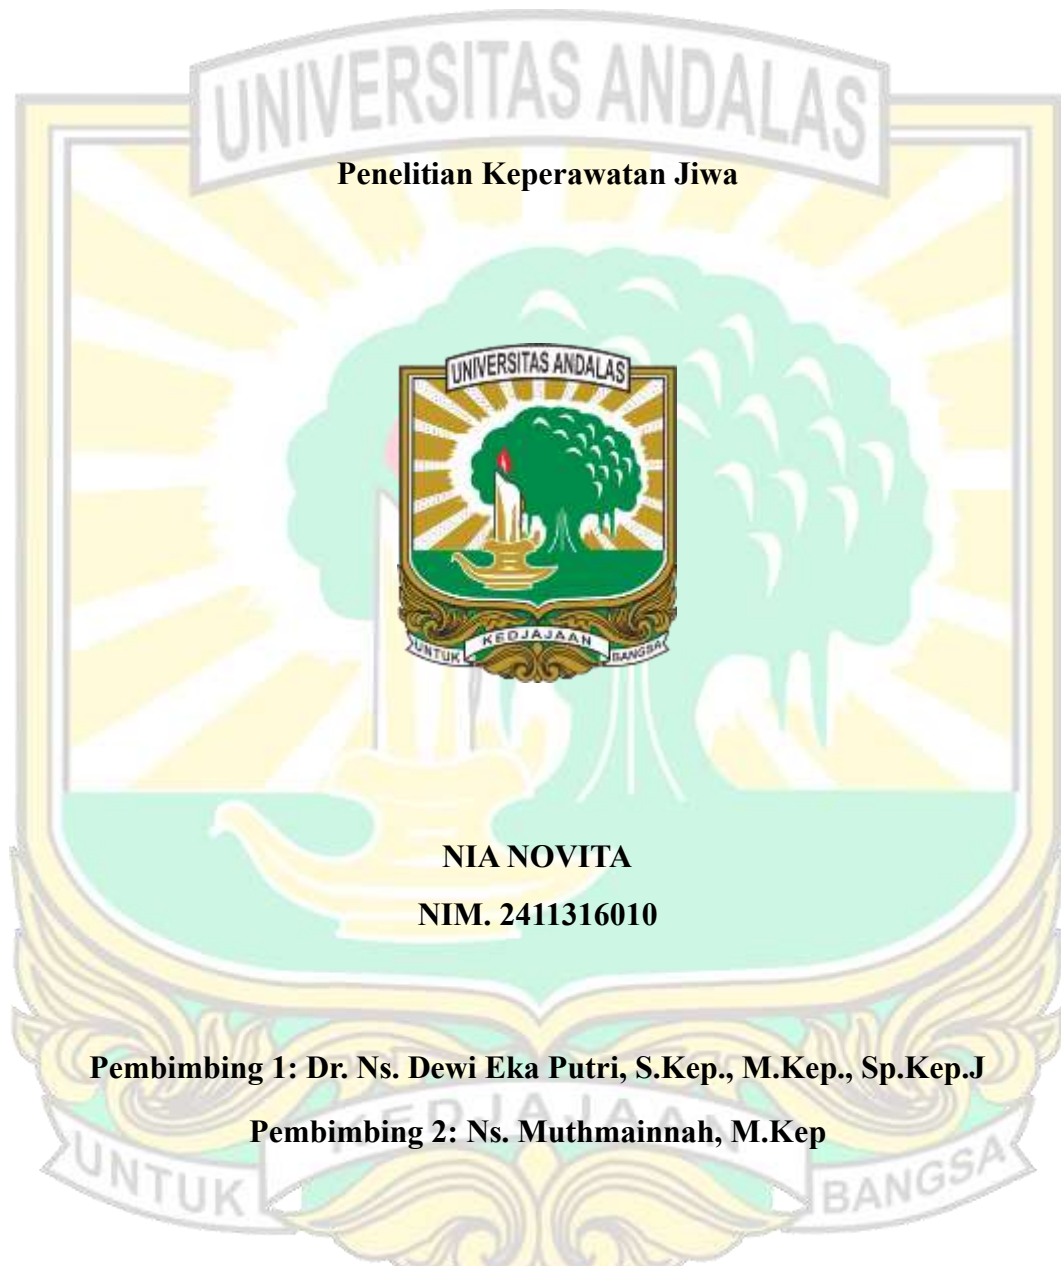 UNIVERSITAS ANDALAS
Penelitian Keperawatan Jiwa
UNIVERSITAS ANDALAS
UNTUK KEDJAJAAN BANGSA
NIA NOVITA
NIM. 2411316010
Pembimbing 1: Dr. Ns. Dewi Eka Putri, S.Kep., M.Kep., Sp.Kep.J
Pembimbing 2: Ns. Muthmainnah, M.Kep
UNTUK KEDJAJAAN BANGSA